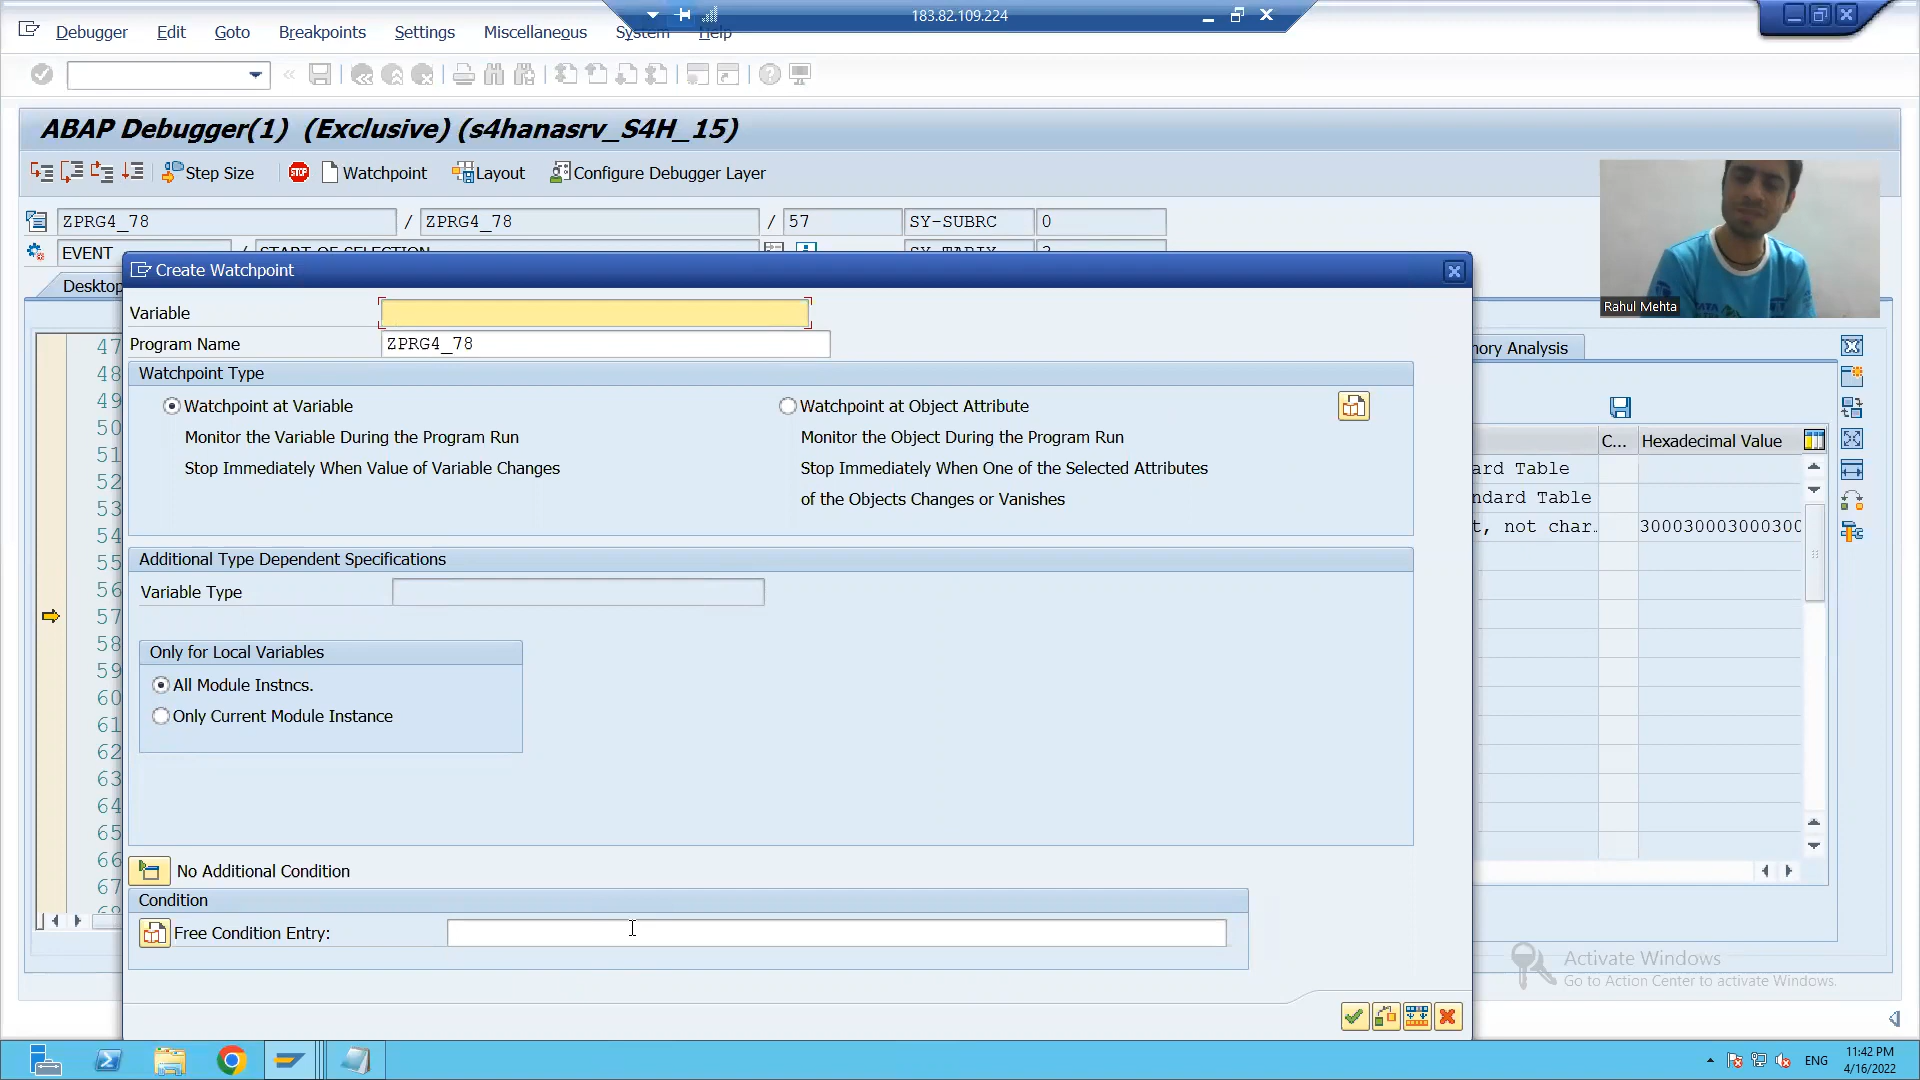 183.82.109.224
Debugger Edit Goto Breakpoints Settings Miscellaneous System Help
ABAP Debugger(1) (Exclusive) (s4hanasrv_S4H_15)
Step Size STOP Watchpoint Layout Configure Debugger Layer
ZPRG4_78 / ZPRG4_78 / 57 SY-SUBRC 0
EVENT / START-OF-SELECTION SY-TABIX
Desktop
Create Watchpoint
Variable
Program Name ZPRG4_78
Watchpoint Type
Watchpoint at Variable Watchpoint at Object Attribute
Monitor the Variable During the Program Run Monitor the Object During the Program Run
Stop Immediately When Value of Variable Changes Stop Immediately When One of the Selected Attributes
of the Objects Changes or Vanishes
Additional Type Dependent Specifications
Variable Type
Only for Local Variables
All Module Instncs.
Only Current Module Instance
No Additional Condition
Condition
Free Condition Entry:
47
48
49
50
51
52
53
54
55
56
57
58
59
60
61
62
63
64
65
66
67
68
Rahul Mehta
ory Analysis
C... Hexadecimal Value
ard Table
ndard Table
t, not char. 300030003000300
Activate Windows
Go to Action Center to activate Windows.
ENG
11:42 PM
4/16/2022